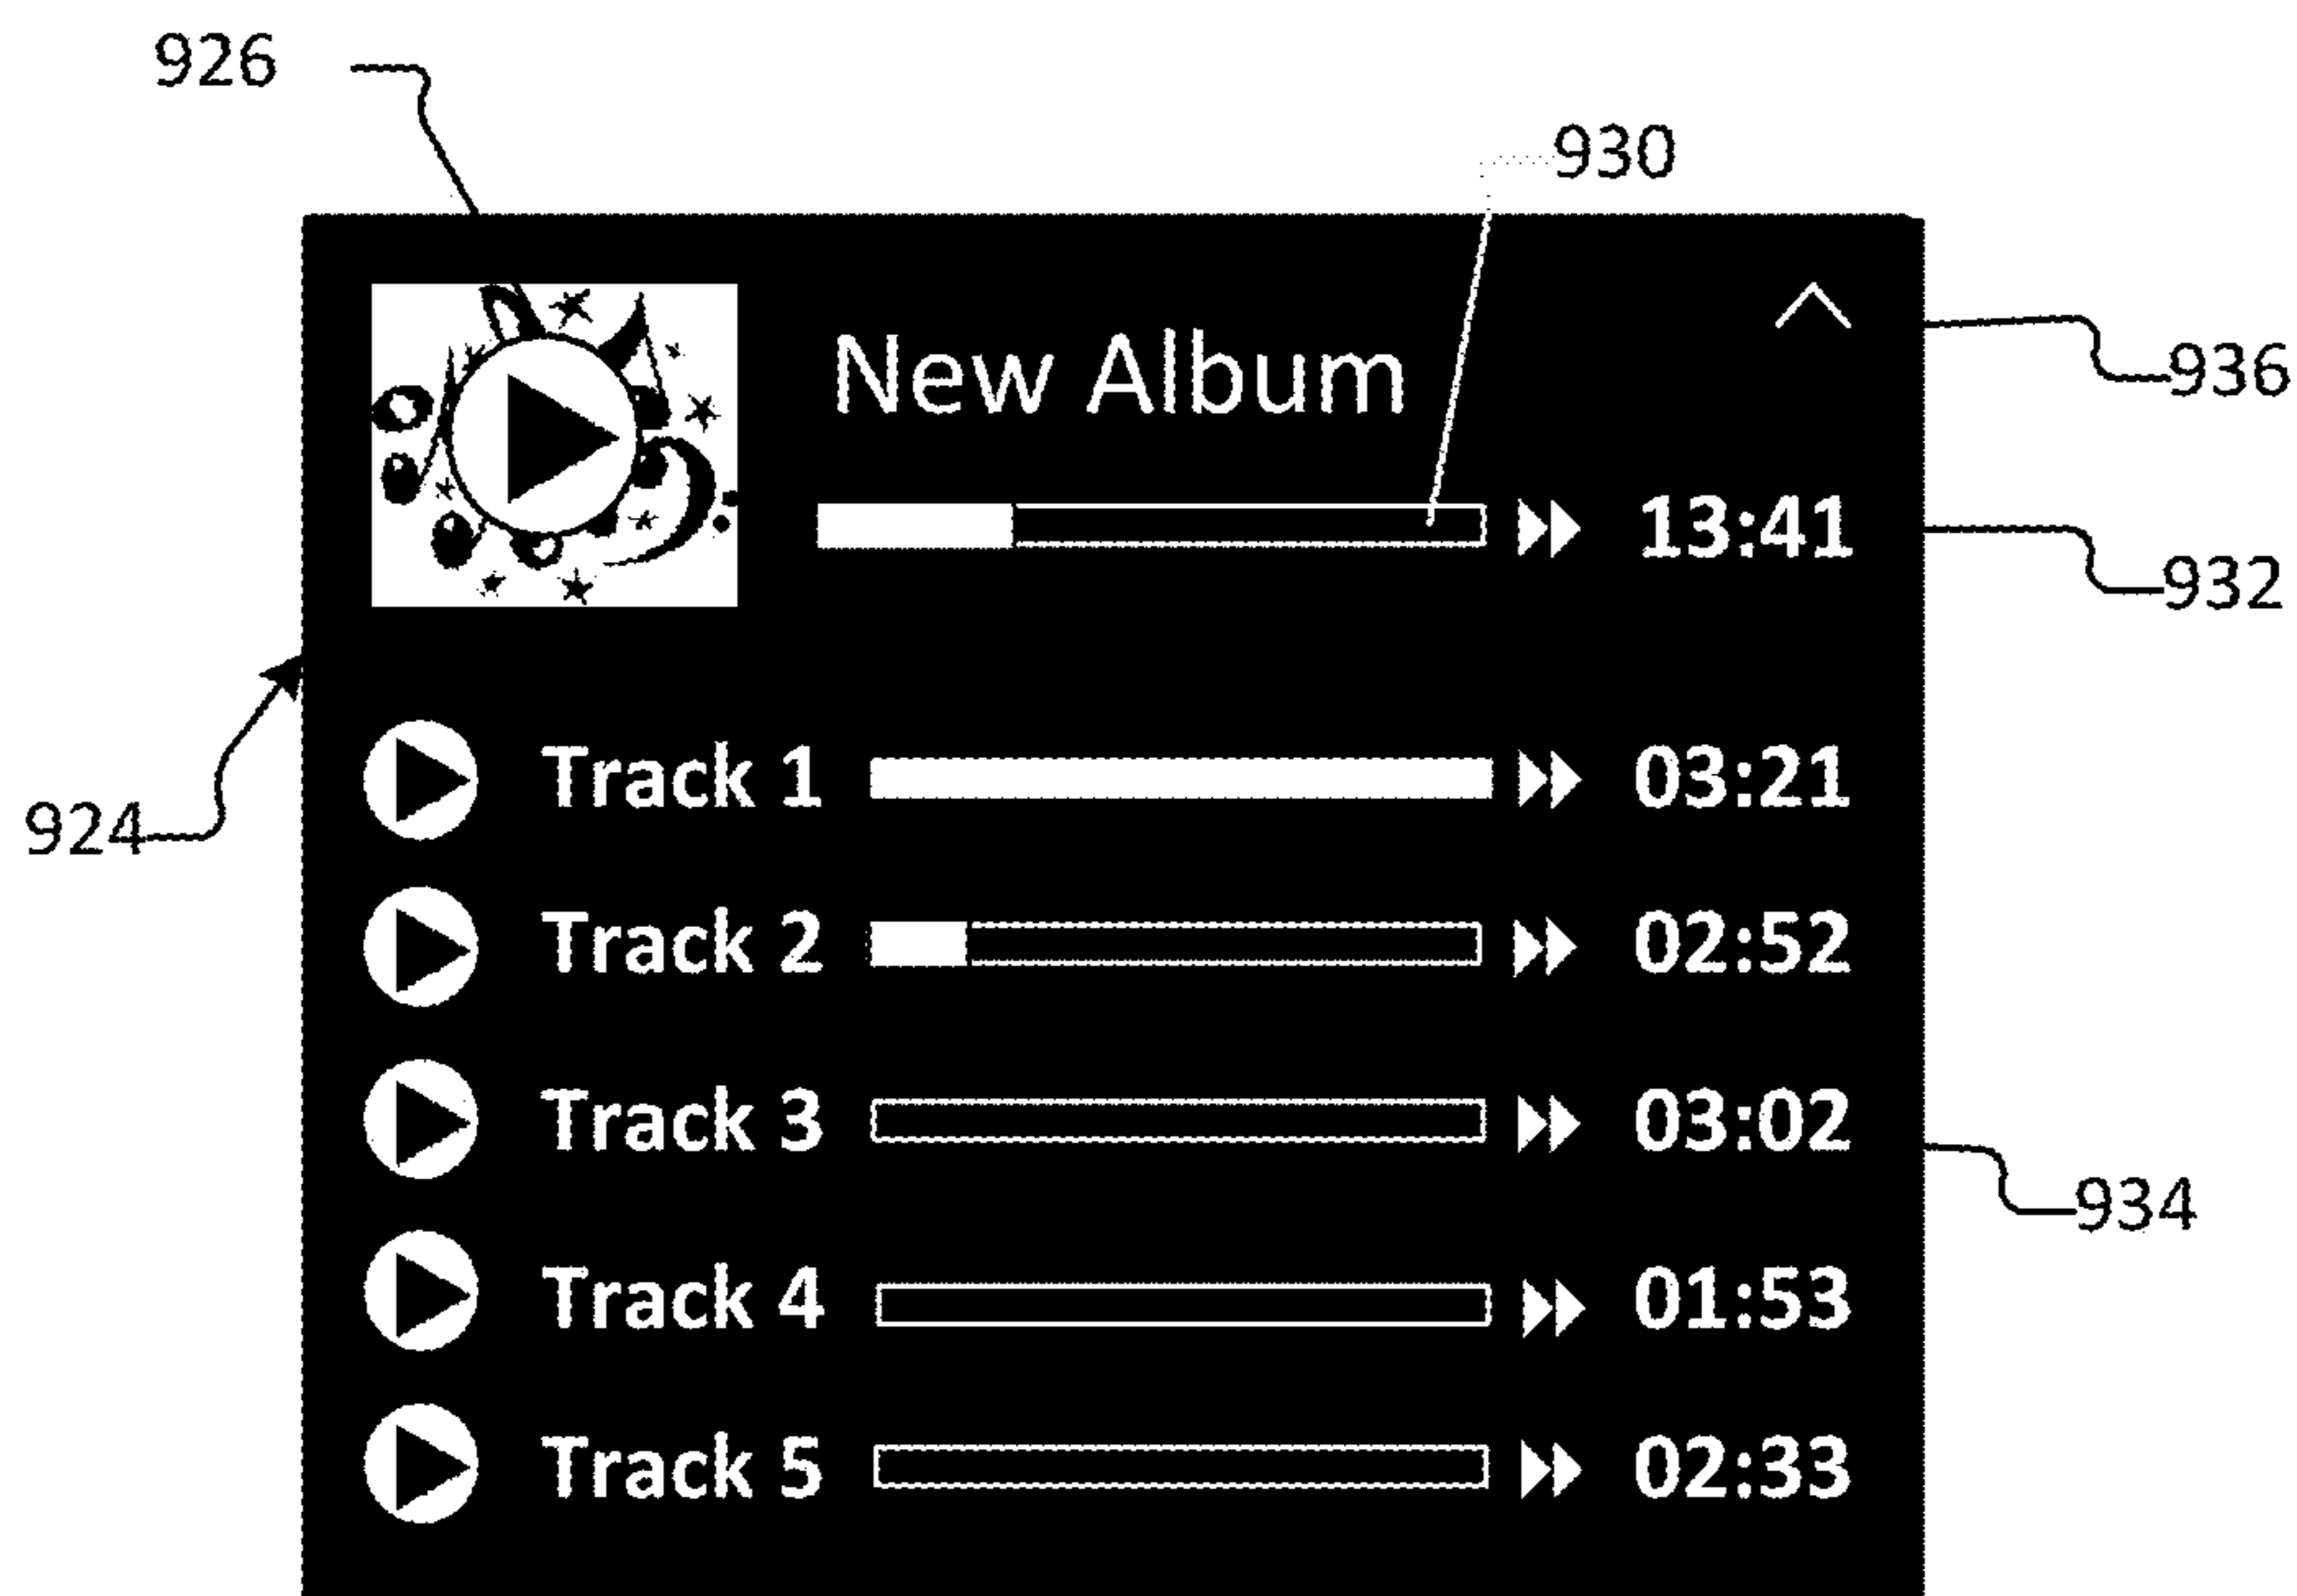 926
930
New Album
936
13:41
932
Track 1 03:21
924
Track 2 02:52
Track 3 03:02
934
Track 4 01:53
Track 5 02:33